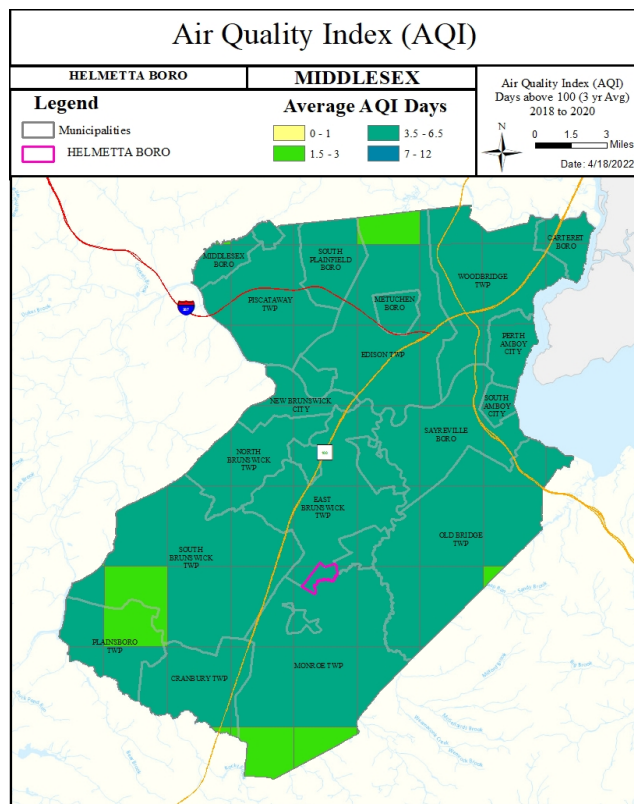 Air Quality Index (AQI)
HELMETTA BORO
MIDDLESEX
Legend
Municipalities
HELMETTA BORO
Average AQI Days
0 - 1
3.5 - 6.5
1.5 - 3
7 - 12
Air Quality Index (AQI)
Days above 100 (3 yr Avg)
2018 to 2020
N
0 1.5 3
Miles
Date: 4/18/2022
CARTERET
BORO
MIDDLESEX
BORO
SOUTH
PLAINFIELD
BORO
WOODBRIDGE
TWP
PISCATAWAY
TWP
METUCHEN
BORO
PERTH
AMBOY
CITY
EDISON TWP
NEW BRUNSWICK
CITY
SOUTH
AMBOY
CITY
SAYREVILLE
BORO
NORTH
BRUNSWICK
TWP
EAST
BRUNSWICK
TWP
OLD BRIDGE
TWP
SOUTH
BRUNSWICK
TWP
PLAINSBORO
TWP
MONROE TWP
CRANBURY TWP